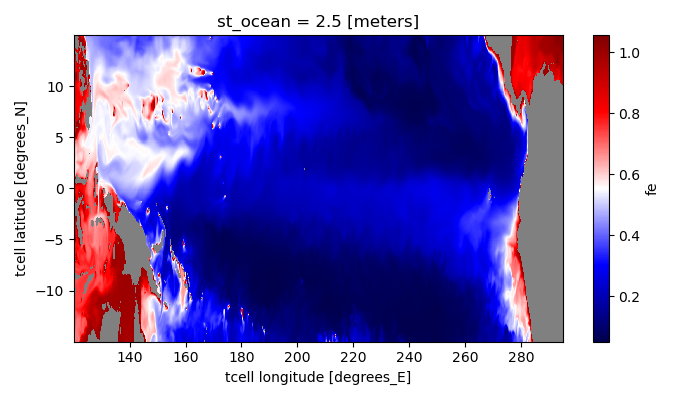 st_ocean = 2.5 [meters]
10
5
0
−5
−10
tcell latitude [degrees_N]
140 160 180 200 220 240 260 280
tcell longitude [degrees_E]
1.0
0.8
0.6
0.4
0.2
fe